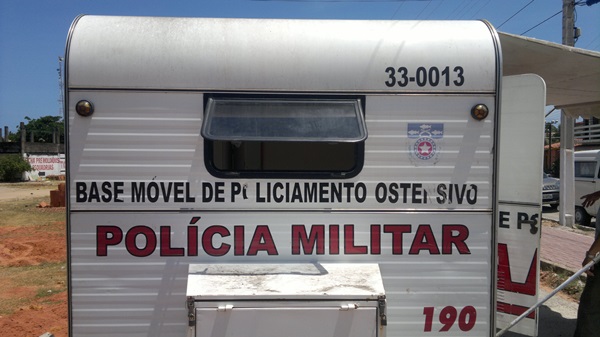 33-0013
BASE MÓVEL DE P LICIAMENTO OSTE SIVO
POLÍCIA MILITAR
190